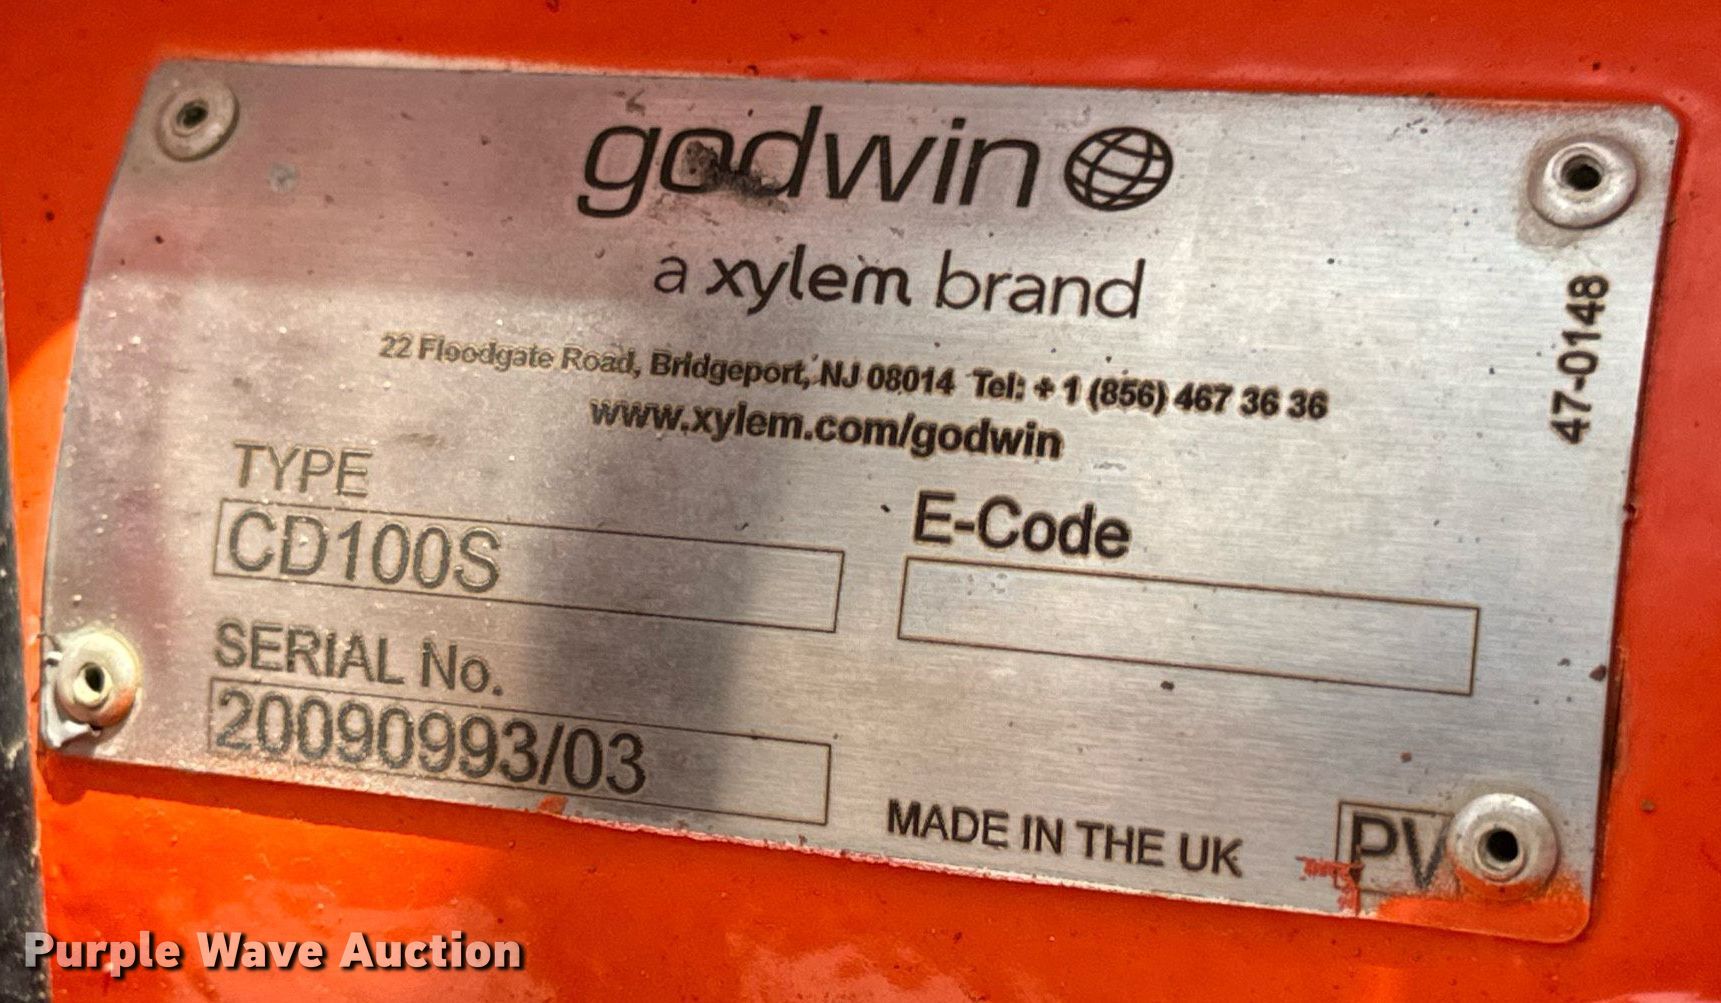 godwin
a xylem brand
22 Floodgate Road, Bridgeport, NJ 08014 Tel: + 1 (856) 467 36 36
www.xylem.com/godwin
47-0148
TYPE
CD100S
E-Code
SERIAL No.
20090993/03
MADE IN THE UK
PV
Purple Wave Auction